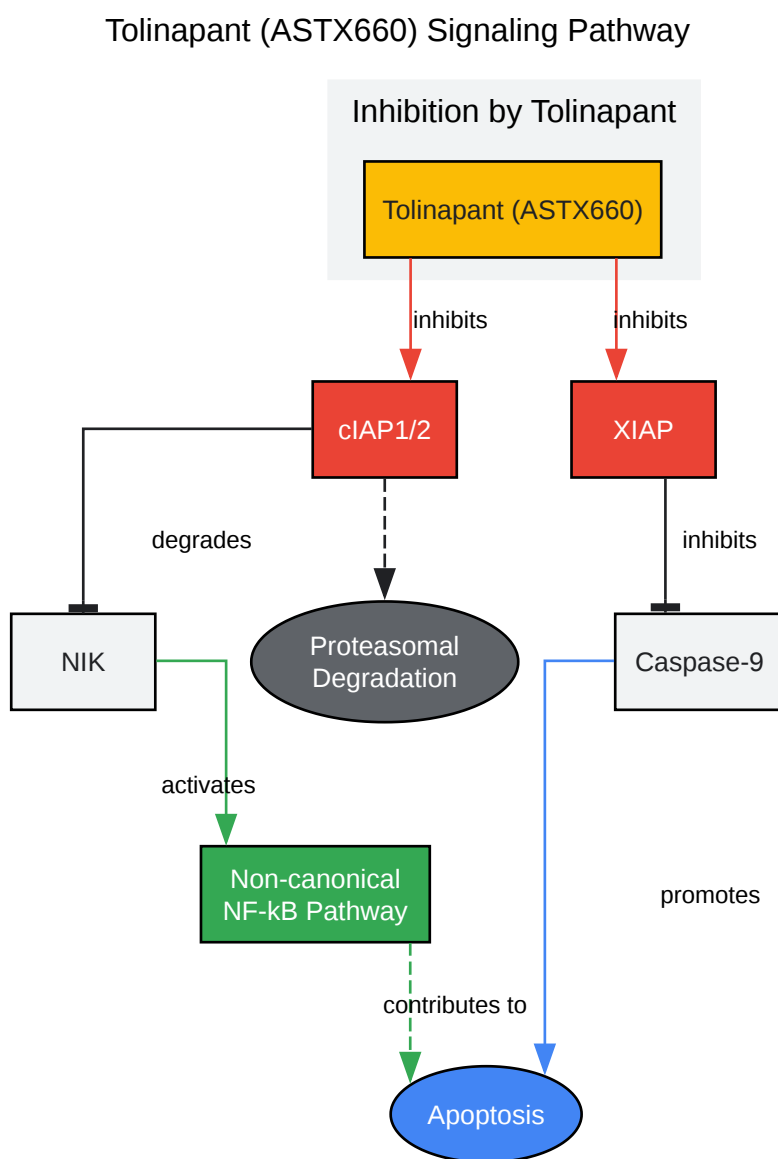 Tolinapant (ASTX660) Signaling Pathway
Inhibition by Tolinapant
Tolinapant (ASTX660)
inhibits
inhibits
cIAP1/2
XIAP
degrades
inhibits
NIK
Proteasomal
Degradation
Caspase-9
activates
Non-canonical
NF-kB Pathway
promotes
contributes to
Apoptosis